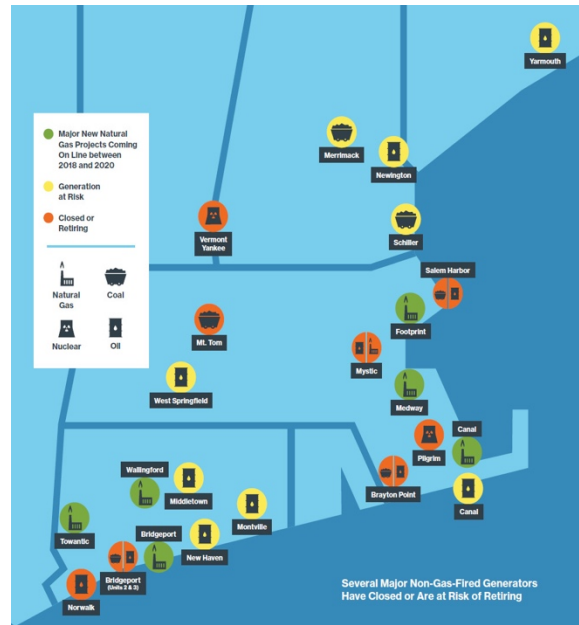 Yarmouth
Major New Natural
Gas Projects Coming
On Line between
2018 and 2020
Generation
at Risk
Closed or
Retiring
Natural
Gas
Coal
Nuclear
Oil
Merrimack
Newington
Vermont
Yankee
Schiller
Salem Harbor
Footprint
Mt. Tom
Mystic
West Springfield
Medway
Canal
Pilgrim
Wallingford
Brayton Point
Middletown
Canal
Montville
Towantic
Bridgeport
New Haven
Bridgeport
(Units 2 & 3)
Norwalk
Several Major Non-Gas-Fired Generators
Have Closed or Are at Risk of Retiring